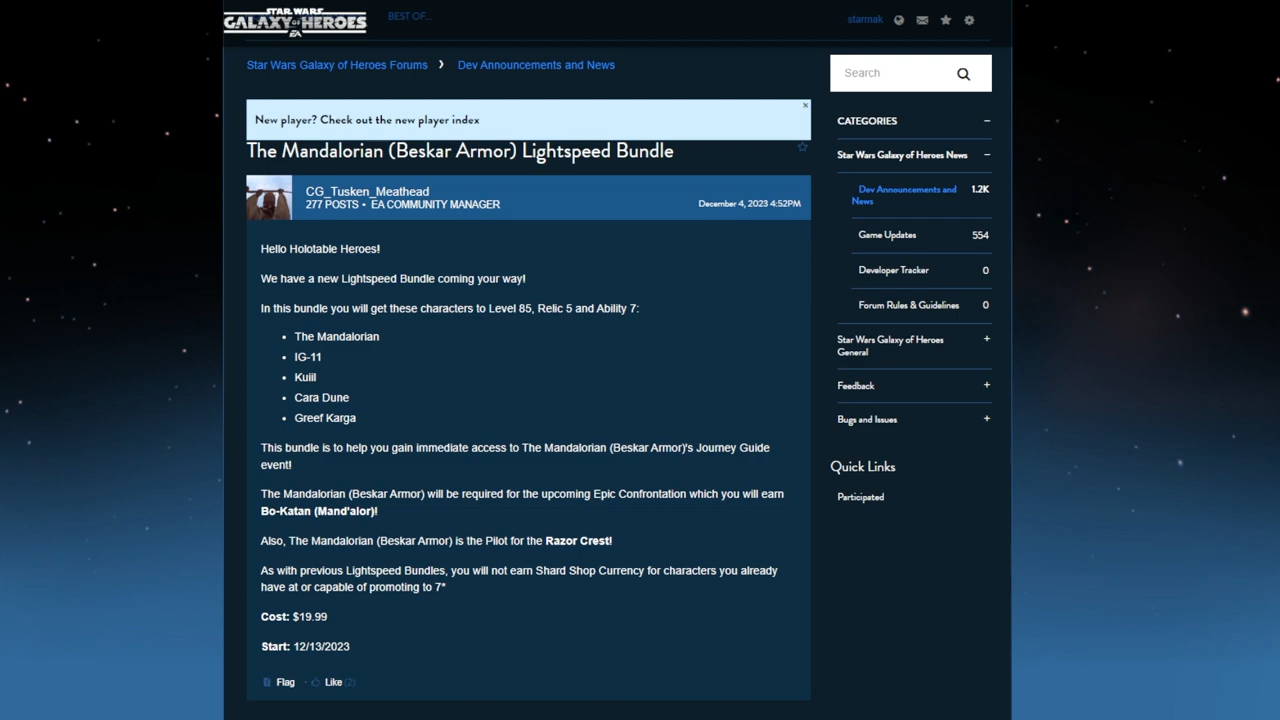 STAR WARS
GALAXY OF HEROES
EA
BEST OF...
starmak
Star Wars Galaxy of Heroes Forums › Dev Announcements and News
Search
New player? Check out the new player index
×
The Mandalorian (Beskar Armor) Lightspeed Bundle
CG_Tusken_Meathead
277 POSTS • EA COMMUNITY MANAGER
December 4, 2023 4:52PM
Hello Holotable Heroes!
We have a new Lightspeed Bundle coming your way!
In this bundle you will get these characters to Level 85, Relic 5 and Ability 7:
• The Mandalorian
• IG-11
• Kuiil
• Cara Dune
• Greef Karga
This bundle is to help you gain immediate access to The Mandalorian (Beskar Armor)'s Journey Guide
event!
The Mandalorian (Beskar Armor) will be required for the upcoming Epic Confrontation which you will earn
Bo-Katan (Mand'alor)!
Also, The Mandalorian (Beskar Armor) is the Pilot for the Razor Crest!
As with previous Lightspeed Bundles, you will not earn Shard Shop Currency for characters you already
have at or capable of promoting to 7*
Cost: $19.99
Start: 12/13/2023
Flag · Like (2)
CATEGORIES −
Star Wars Galaxy of Heroes News −
Dev Announcements and 1.2K
News
Game Updates 554
Developer Tracker 0
Forum Rules & Guidelines 0
Star Wars Galaxy of Heroes +
General
Feedback +
Bugs and Issues +
Quick Links
Participated